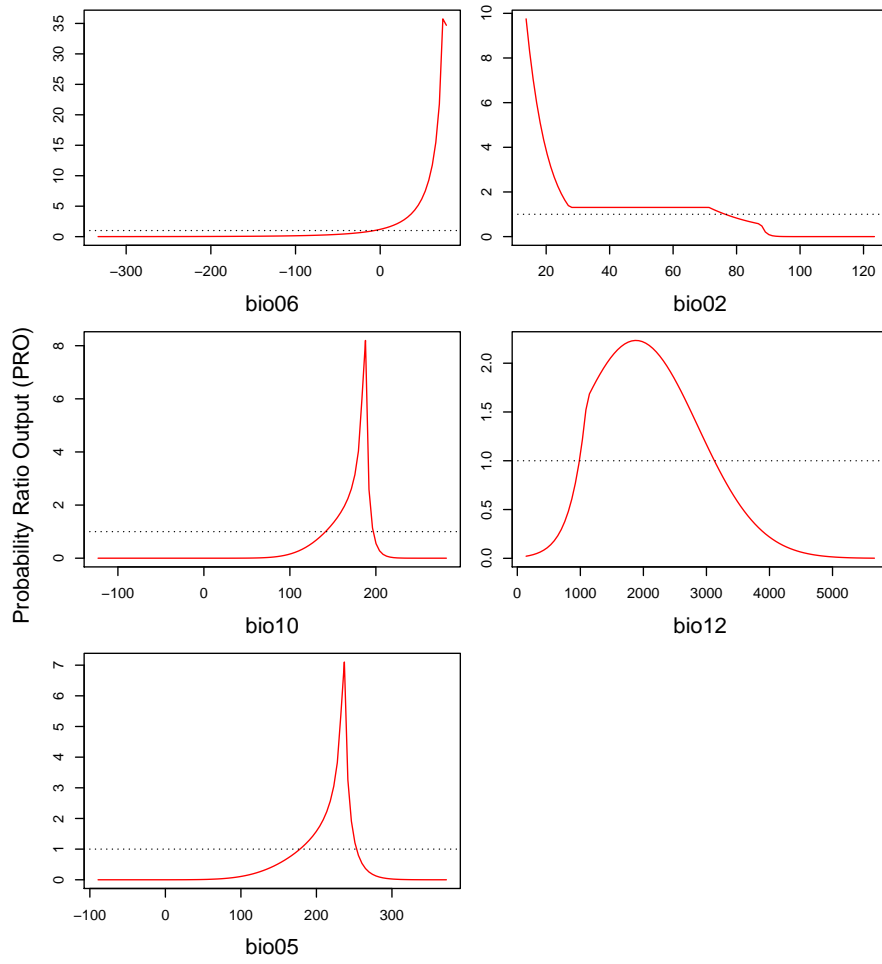 Probability Ratio Output (PRO)
0 5 10 15 20 25 30 35
−300 −200 −100 0
bio06
0 2 4 6 8 10
20 40 60 80 100 120
bio02
0 2 4 6 8
−100 0 100 200
bio10
0.0 0.5 1.0 1.5 2.0
0 1000 2000 3000 4000 5000
bio12
0 1 2 3 4 5 6 7
−100 0 100 200 300
bio05